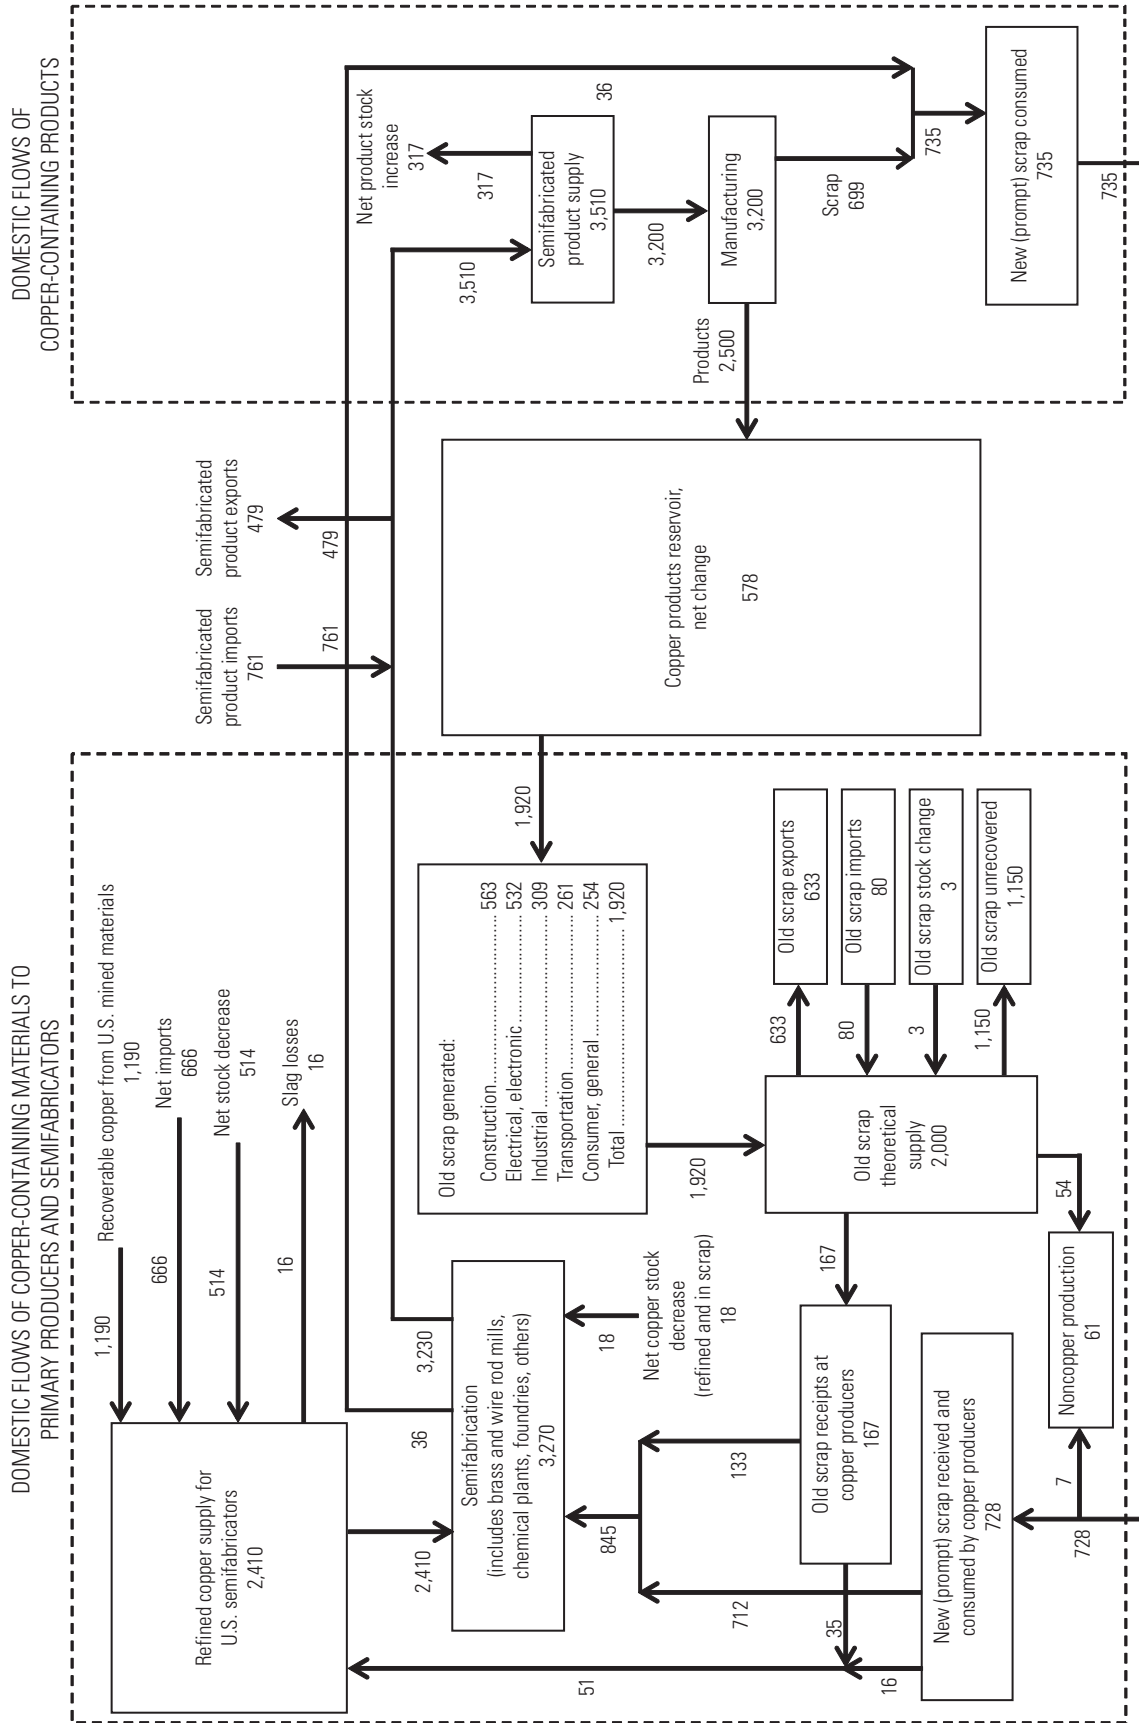 DOMESTIC FLOWS OF COPPER-CONTAINING MATERIALS TO
PRIMARY PRODUCERS AND SEMIFABRICATORS
DOMESTIC FLOWS OF
COPPER-CONTAINING PRODUCTS
Refined copper supply for
U.S. semifabricators
2,410
1,190
Recoverable copper from U.S. mined materials
1,190
666
Net imports
666
514
Net stock decrease
514
16
Slag losses
16
2,410
36
3,230
Semifabrication
(includes brass and wire rod mills,
chemical plants, foundries, others)
3,270
845
18
Net copper stock
decrease
(refined and in scrap)
18
51
712
133
35
16
Old scrap receipts at
copper producers
167
167
New (prompt) scrap received and
consumed by copper producers
728
728
7
Noncopper production
61
54
Old scrap generated:
Construction..............................563
Electrical, electronic ..................532
Industrial....................................309
Transportation...........................261
Consumer, general....................254
Total ........................... 1,920
1,920
1,920
Old scrap
theoretical
supply
2,000
633
Old scrap exports
633
80
Old scrap imports
80
3
Old scrap stock change
3
1,150
Old scrap unrecovered
1,150
Semifabricated
product imports
761
761
Semifabricated
product exports
479
479
Copper products reservoir,
net change
578
Products
2,500
3,510
Net product stock
increase
317
317
Semifabricated
product supply
3,510
3,200
36
Manufacturing
3,200
Scrap
699
735
New (prompt) scrap consumed
735
735